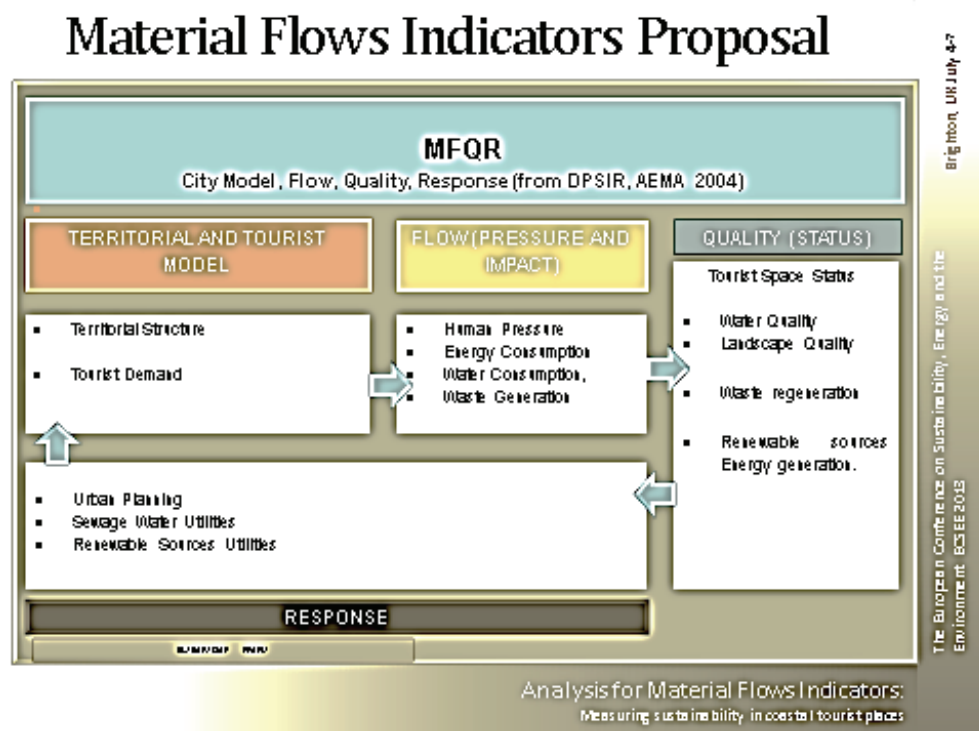 Material Flows Indicators Proposal
Brighton, UK July 4-7
MFQR
City Model, Flow, Quality, Response (from DPSIR, AEMA 2004)
TERRITORIAL AND TOURIST
MODEL
FLOW (PRESSURE AND
IMPACT)
QUALITY (STATUS)
Territorial Structure
Tourist Demand
Human Pressure
Energy Consumption
Water Consumption,
Waste Generation
Tourist Space Status
Water Quality
Landscape Quality
Waste regeneration
Renewable sources
Energy generation.
Urban Planning
Sewage Water Utilities
Renewable Sources Utilities
RESPONSE
The European Conference on Sustainability, Energy and the
Environment ECSEE2013
Analysis for Material Flows Indicators:
Measuring sustainability in coastal tourist places